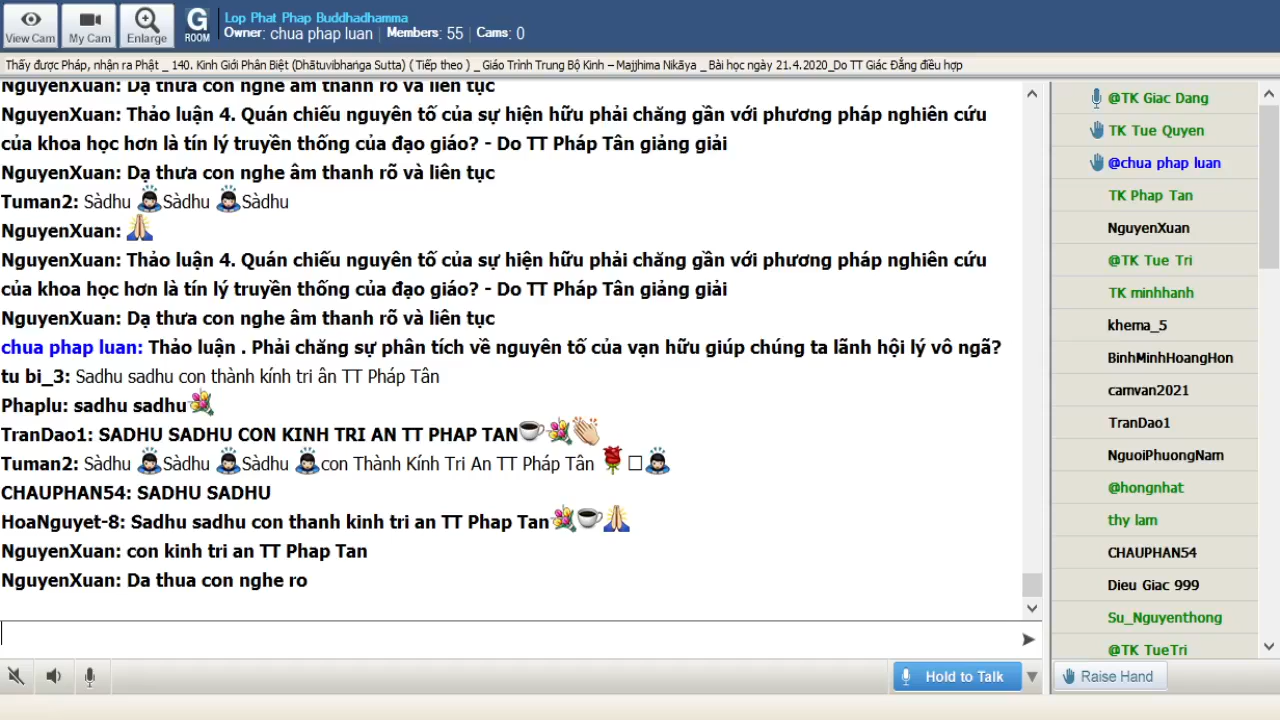 View Cam
My Cam
Enlarge
G
ROOM
Lop Phat Phap Buddhadhamma
Owner: chua phap luan Members: 55 Cams: 0
Thấy được Pháp, nhận ra Phật _ 140. Kinh Giới Phân Biệt (Dhātuvibhaṅga Sutta) ( Tiếp theo ) _ Giáo Trình Trung Bộ Kinh – Majjhima Nikāya _ Bài học ngày 21.4.2020_Do TT Giác Đẳng điều hợp
NguyenXuan: Dạ thưa con nghe âm thanh rõ và liên tục
NguyenXuan: Thảo luận 4. Quán chiếu nguyên tố của sự hiện hữu phải chăng gần với phương pháp nghiên cứu
của khoa học hơn là tín lý truyền thống của đạo giáo? - Do TT Pháp Tân giảng giải
NguyenXuan: Dạ thưa con nghe âm thanh rõ và liên tục
Tuman2: Sàdhu 🙇Sàdhu 🙇Sàdhu
NguyenXuan: 🙏
NguyenXuan: Thảo luận 4. Quán chiếu nguyên tố của sự hiện hữu phải chăng gần với phương pháp nghiên cứu
của khoa học hơn là tín lý truyền thống của đạo giáo? - Do TT Pháp Tân giảng giải
NguyenXuan: Dạ thưa con nghe âm thanh rõ và liên tục
chua phap luan: Thảo luận . Phải chăng sự phân tích về nguyên tố của vạn hữu giúp chúng ta lãnh hội lý vô ngã?
tu bi_3: Sadhu sadhu con thành kính tri ân TT Pháp Tân
Phaplu: sadhu sadhu💐
TranDao1: SADHU SADHU CON KINH TRI AN TT PHAP TAN☕💐👏
Tuman2: Sàdhu 🙇Sàdhu 🙇Sàdhu 🙇con Thành Kính Tri An TT Pháp Tân 🌹□🙇
CHAUPHAN54: SADHU SADHU
HoaNguyet-8: Sadhu sadhu con thanh kinh tri an TT Phap Tan💐☕🙏
NguyenXuan: con kinh tri an TT Phap Tan
NguyenXuan: Da thua con nghe ro
@TK Giac Dang
TK Tue Quyen
@chua phap luan
TK Phap Tan
NguyenXuan
@TK Tue Tri
TK minhhanh
khema_5
BinhMinhHoangHon
camvan2021
TranDao1
NguoiPhuongNam
@hongnhat
thy lam
CHAUPHAN54
Dieu Giac 999
Su_Nguyenthong
@TK TueTri
Hold to Talk
Raise Hand